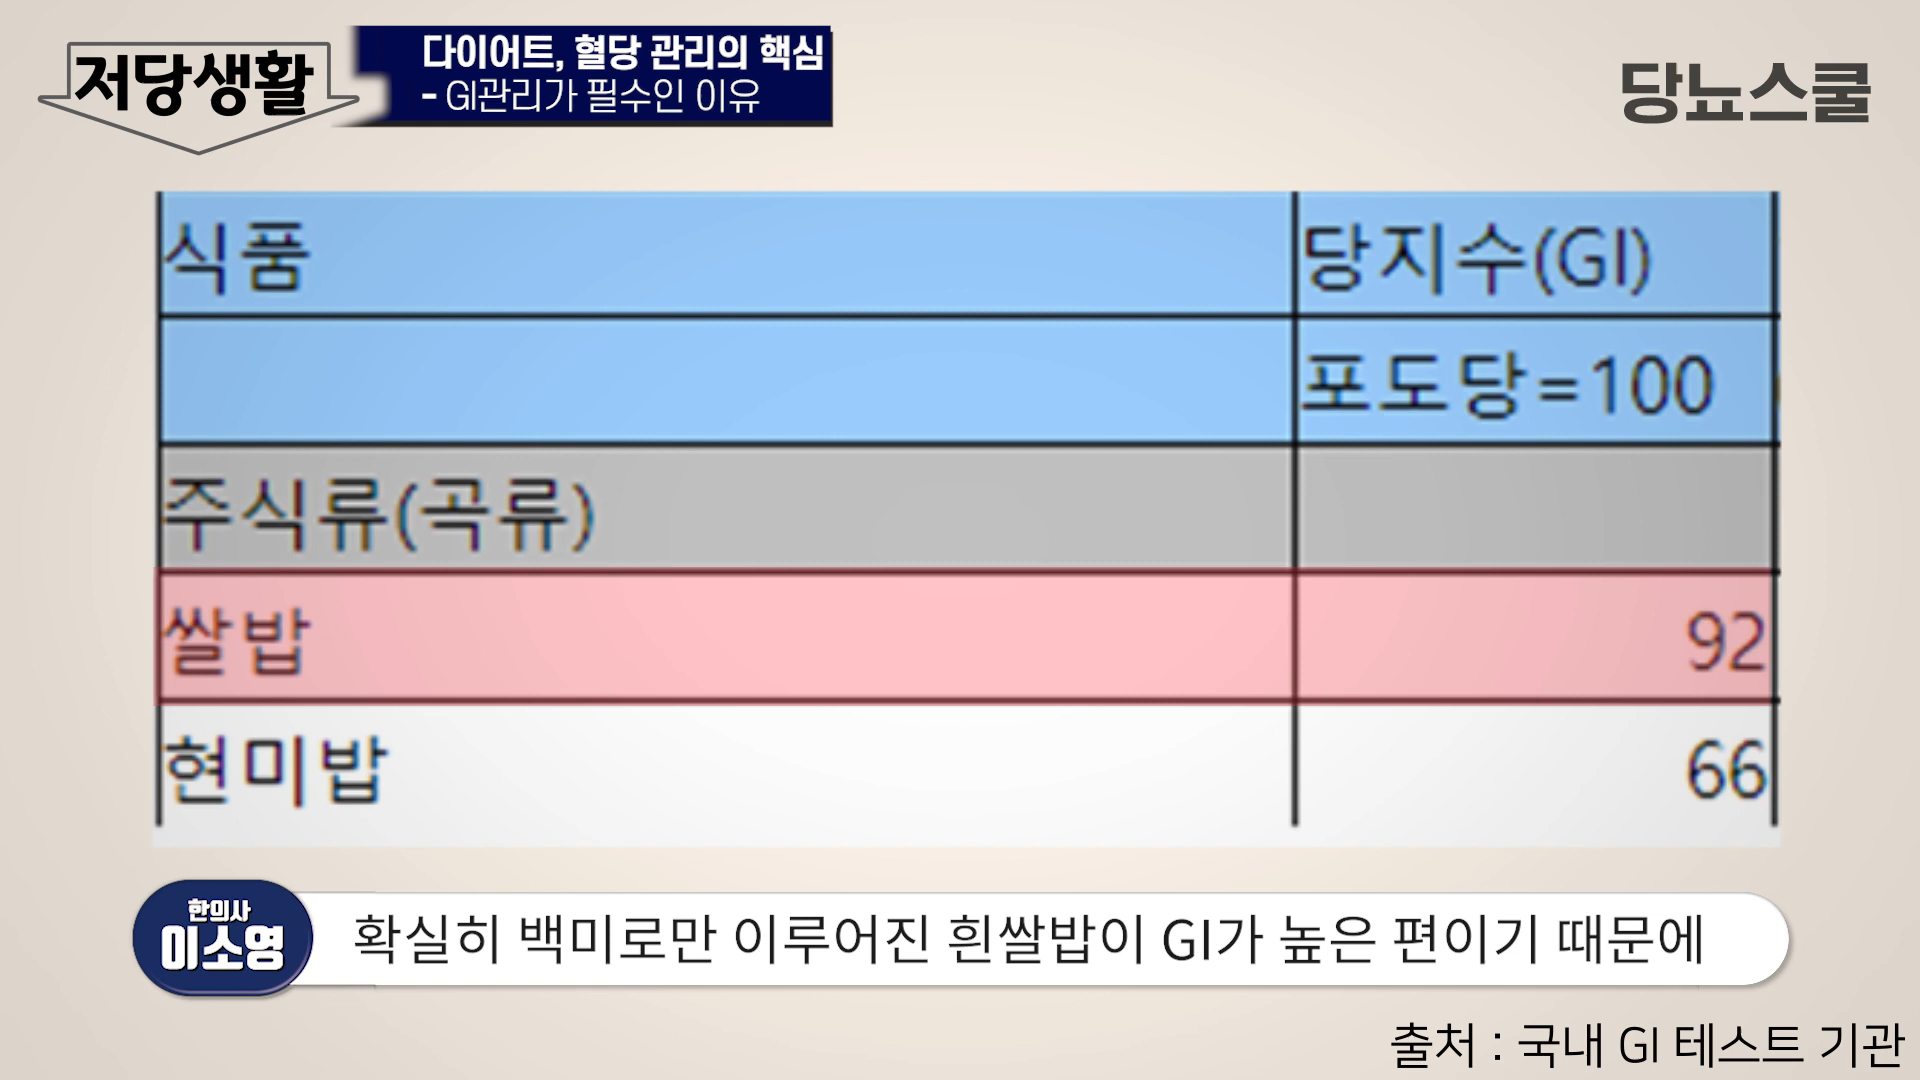 저당생활
다이어트, 혈당 관리의 핵심
- GI관리가 필수인 이유
당뇨스쿨
식품 당지수(GI)
포도당=100
주식류(곡류)
쌀밥 92
현미밥 66
한의사
이소영
확실히 백미로만 이루어진 흰쌀밥이 GI가 높은 편이기 때문에
출처 : 국내 GI 테스트 기관